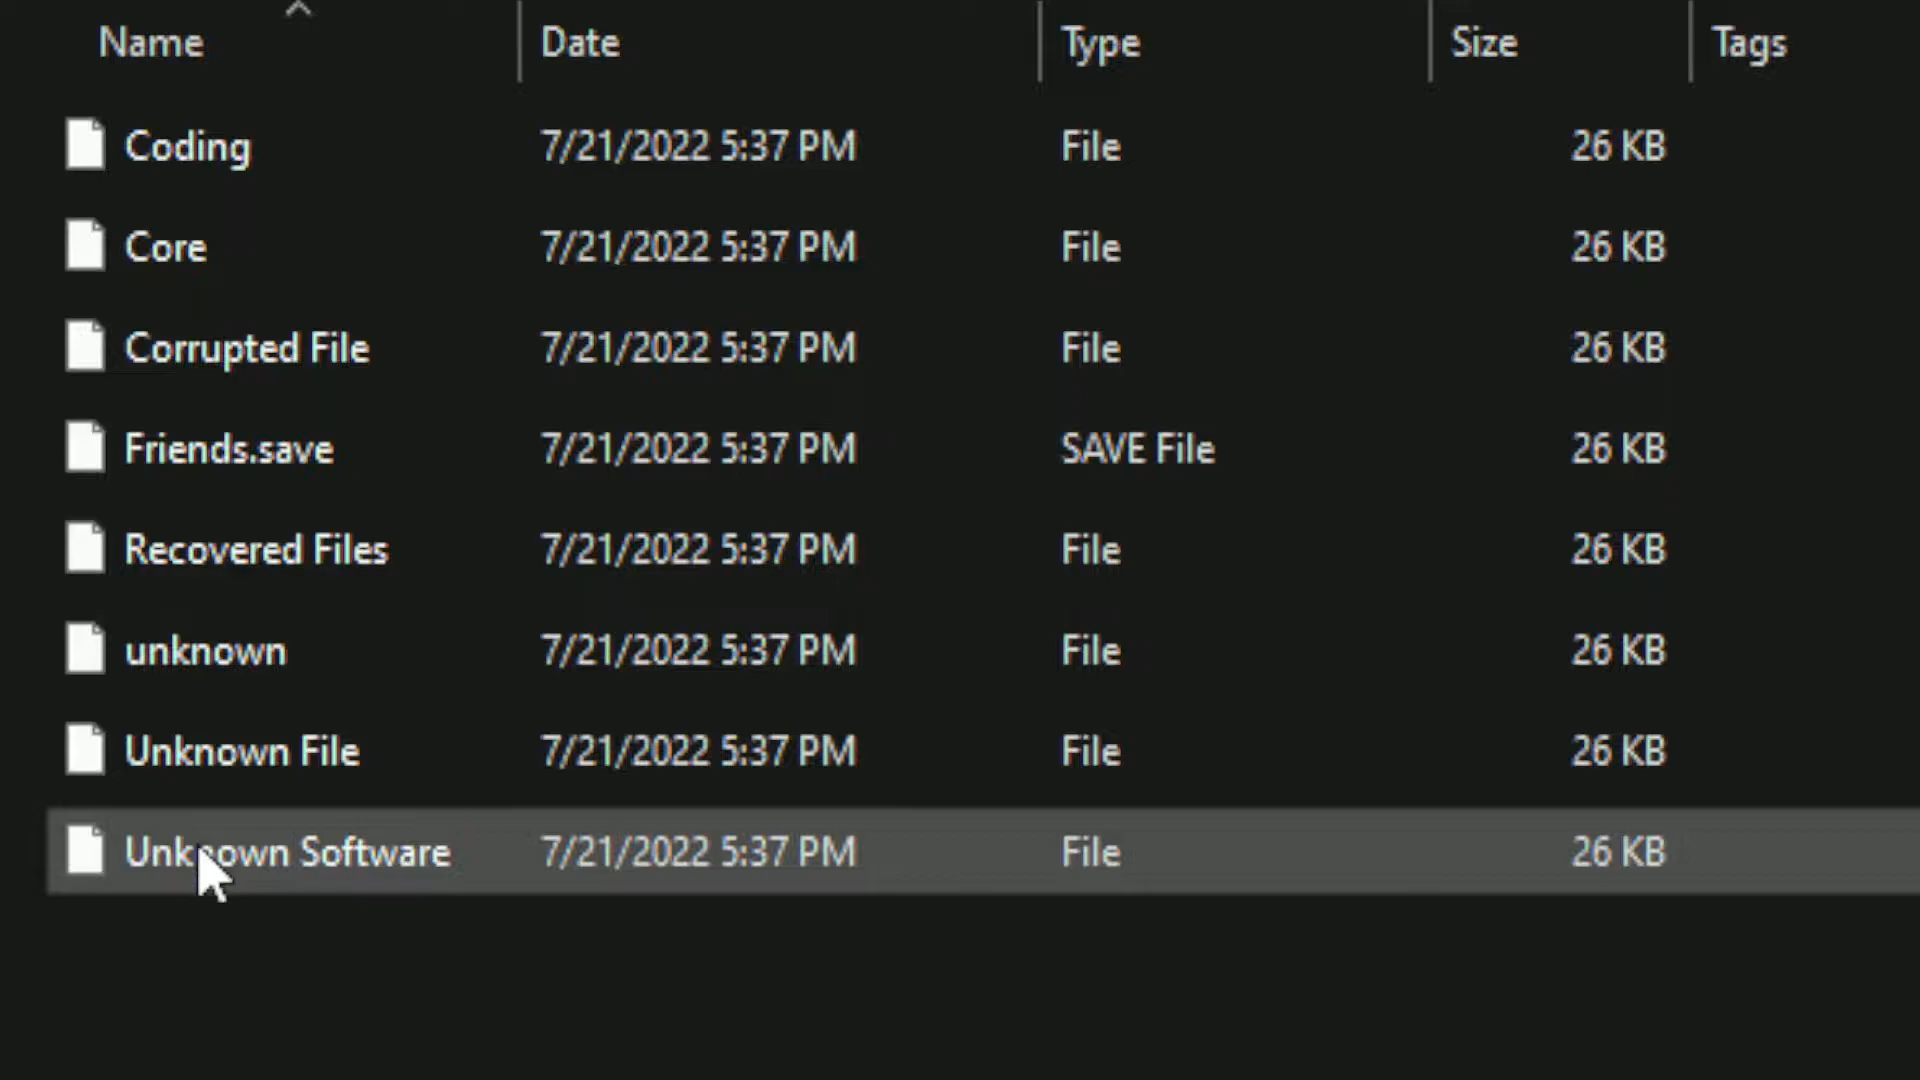 Name Date Type Size Tags
Coding 7/21/2022 5:37 PM File 26 KB
Core 7/21/2022 5:37 PM File 26 KB
Corrupted File 7/21/2022 5:37 PM File 26 KB
Friends.save 7/21/2022 5:37 PM SAVE File 26 KB
Recovered Files 7/21/2022 5:37 PM File 26 KB
unknown 7/21/2022 5:37 PM File 26 KB
Unknown File 7/21/2022 5:37 PM File 26 KB
Unknown Software 7/21/2022 5:37 PM File 26 KB